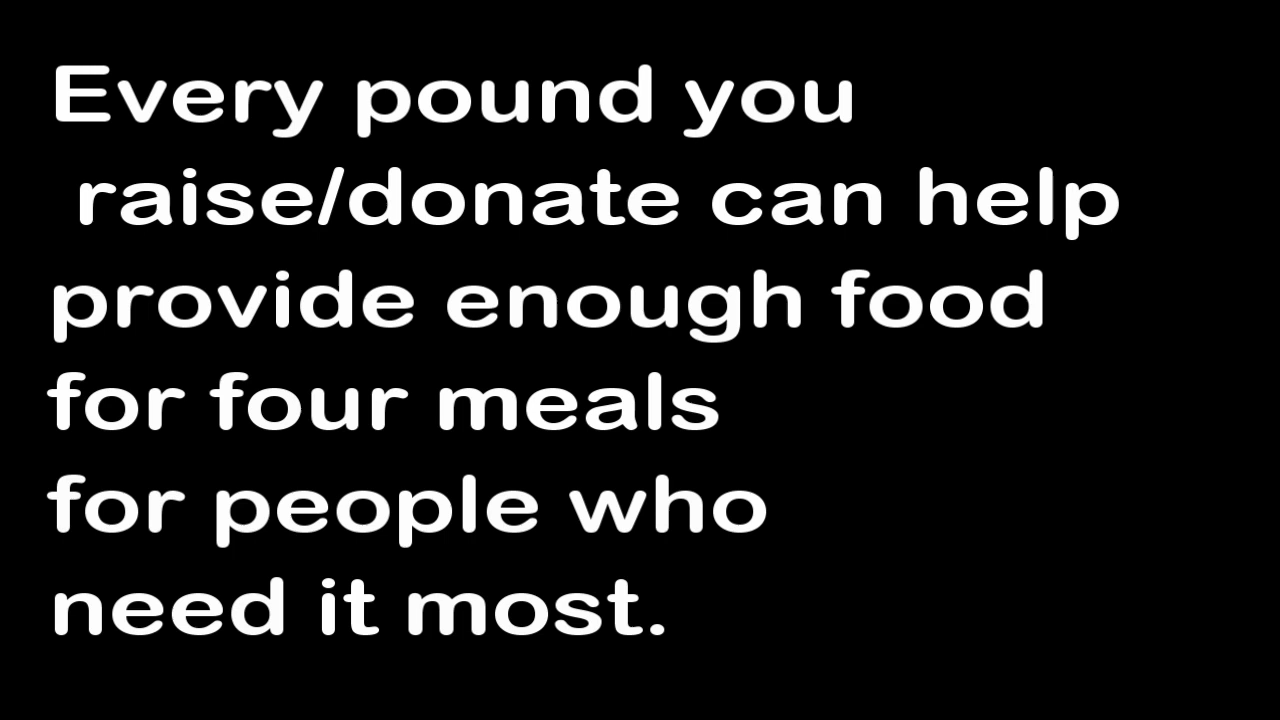 Every pound you
raise/donate can help
provide enough food
for four meals
for people who
need it most.